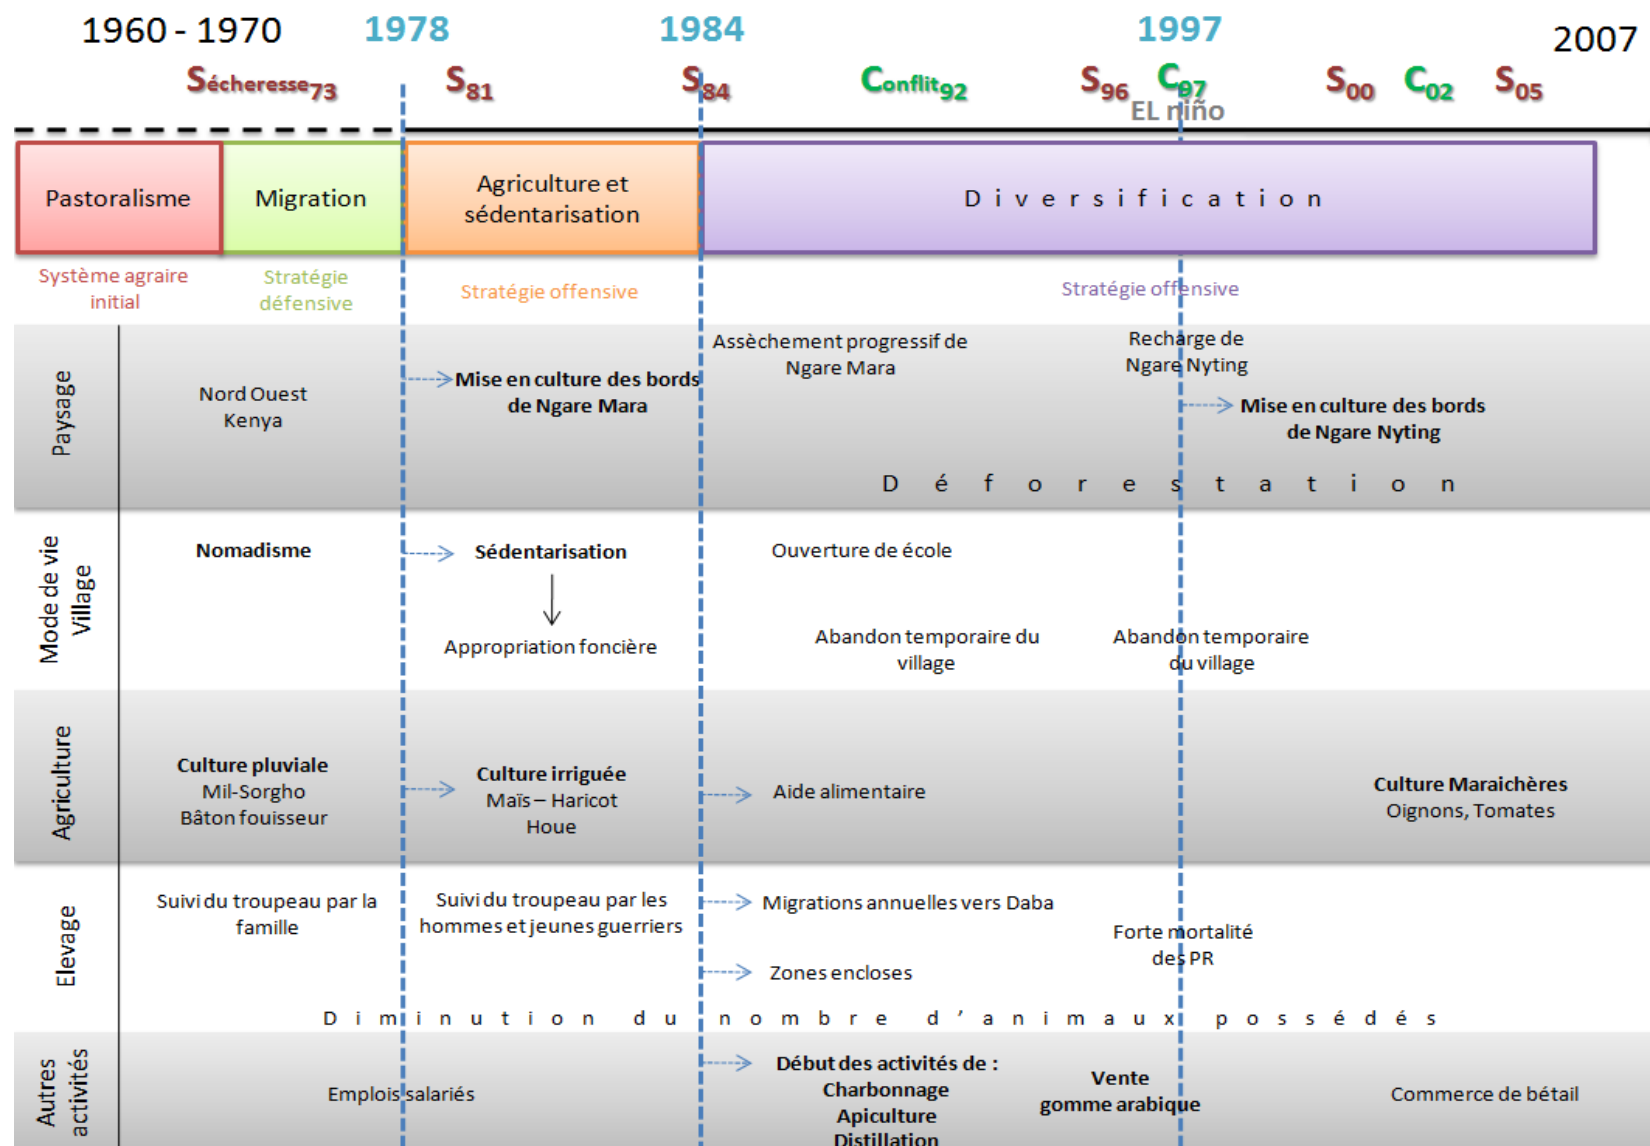 1960 - 1970
1978
1984
1997
2007
Sécheresse73
S81
S84
Conflit92
S96
C97
S00
C02
S05
EL niño
Pastoralisme
Migration
Agriculture et
sédentarisation
Diversification
Système agraire
initial
Stratégie
défensive
Stratégie offensive
Stratégie offensive
Paysage
Nord Ouest
Kenya
Mise en culture des bords
de Ngare Mara
Assèchement progressif de
Ngare Mara
Recharge de
Ngare Nyting
Mise en culture des bords
de Ngare Nyting
Déforestation
Mode de vie
Village
Nomadisme
Sédentarisation
Appropriation foncière
Ouverture de école
Abandon temporaire du
village
Abandon temporaire
du village
Agriculture
Culture pluviale
Mil-Sorgho
Bâton fouisseur
Culture irriguée
Maïs – Haricot
Houe
Aide alimentaire
Culture Maraichères
Oignons, Tomates
Elevage
Suivi du troupeau par la
famille
Suivi du troupeau par les
hommes et jeunes guerriers
Migrations annuelles vers Daba
Zones encloses
Forte mortalité
des PR
Diminution du nombre d’animaux possédés
Autres
activités
Emplois salariés
Début des activités de :
Charbonnage
Apiculture
Distillation
Vente
gomme arabique
Commerce de bétail